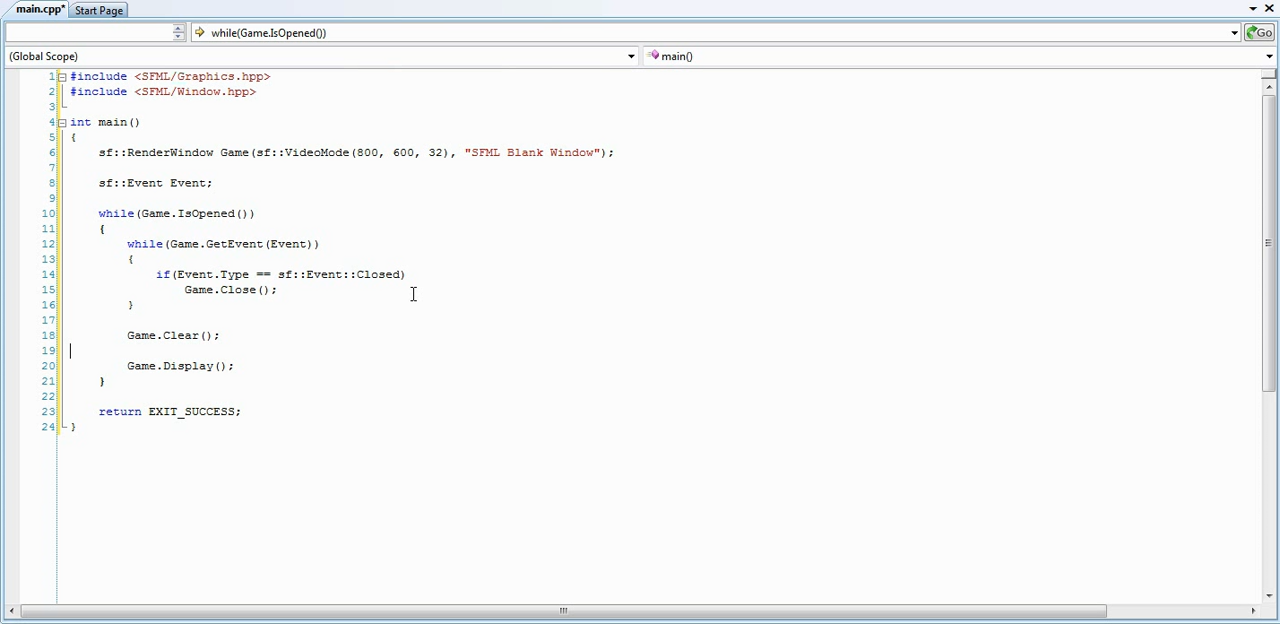 main.cpp* Start Page
while(Game.IsOpened()) Go
(Global Scope) main()
1 #include <SFML/Graphics.hpp>
2 #include <SFML/Window.hpp>
3
4 int main()
5 {
6 sf::RenderWindow Game(sf::VideoMode(800, 600, 32), "SFML Blank Window");
7
8 sf::Event Event;
9
10 while(Game.IsOpened())
11 {
12 while(Game.GetEvent(Event))
13 {
14 if(Event.Type == sf::Event::Closed)
15 Game.Close();
16 }
17
18 Game.Clear();
19
20 Game.Display();
21 }
22
23 return EXIT_SUCCESS;
24 }